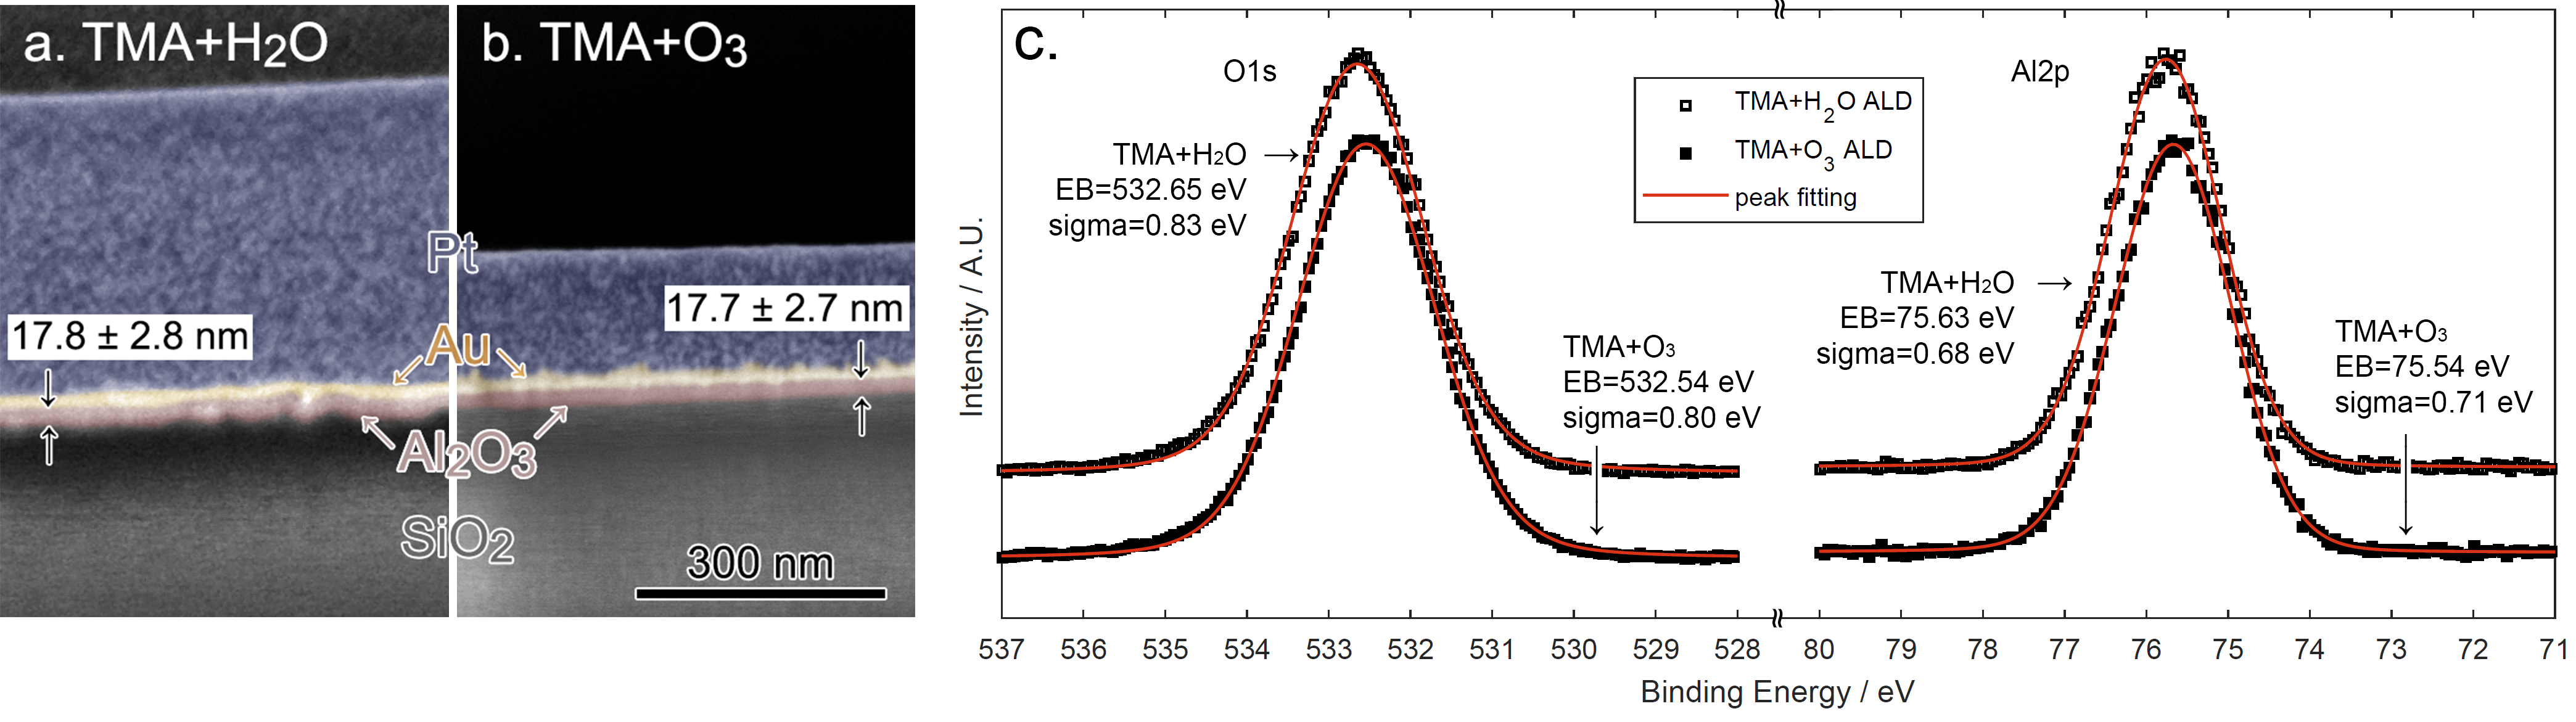 a. TMA+H2O
b. TMA+O3
Pt
17.8 ± 2.8 nm
17.7 ± 2.7 nm
Au
Al2O3
SiO2
300 nm
c.
O1s
Al2p
TMA+H2O ALD
TMA+O3 ALD
peak fitting
TMA+H2O
EB=532.65 eV
sigma=0.83 eV
TMA+O3
EB=532.54 eV
sigma=0.80 eV
TMA+H2O
EB=75.63 eV
sigma=0.68 eV
TMA+O3
EB=75.54 eV
sigma=0.71 eV
Intensity / A.U.
537 536 535 534 533 532 531 530 529 528 80 79 78 77 76 75 74 73 72 71
Binding Energy / eV